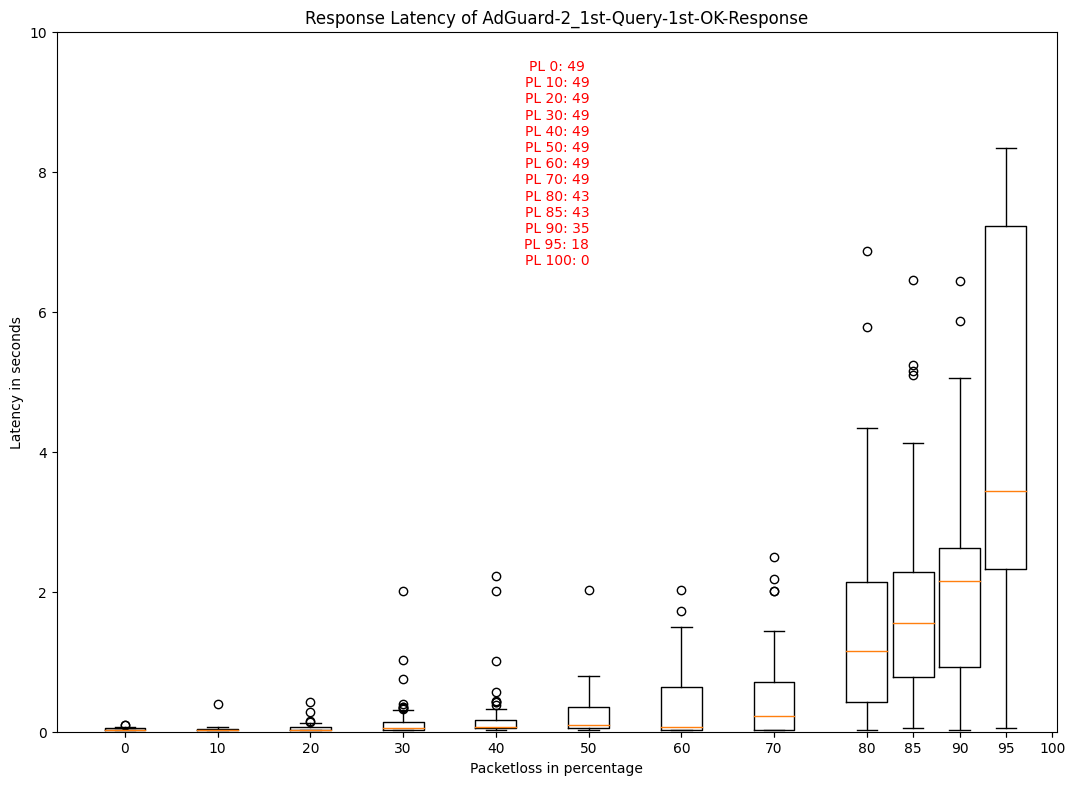 Response Latency of AdGuard-2_1st-Query-1st-OK-Response
10
8
6
4
2
0
Latency in seconds
PL 0: 49
PL 10: 49
PL 20: 49
PL 30: 49
PL 40: 49
PL 50: 49
PL 60: 49
PL 70: 49
PL 80: 43
PL 85: 43
PL 90: 35
PL 95: 18
PL 100: 0
0 10 20 30 40 50 60 70 80 85 90 95 100
Packetloss in percentage